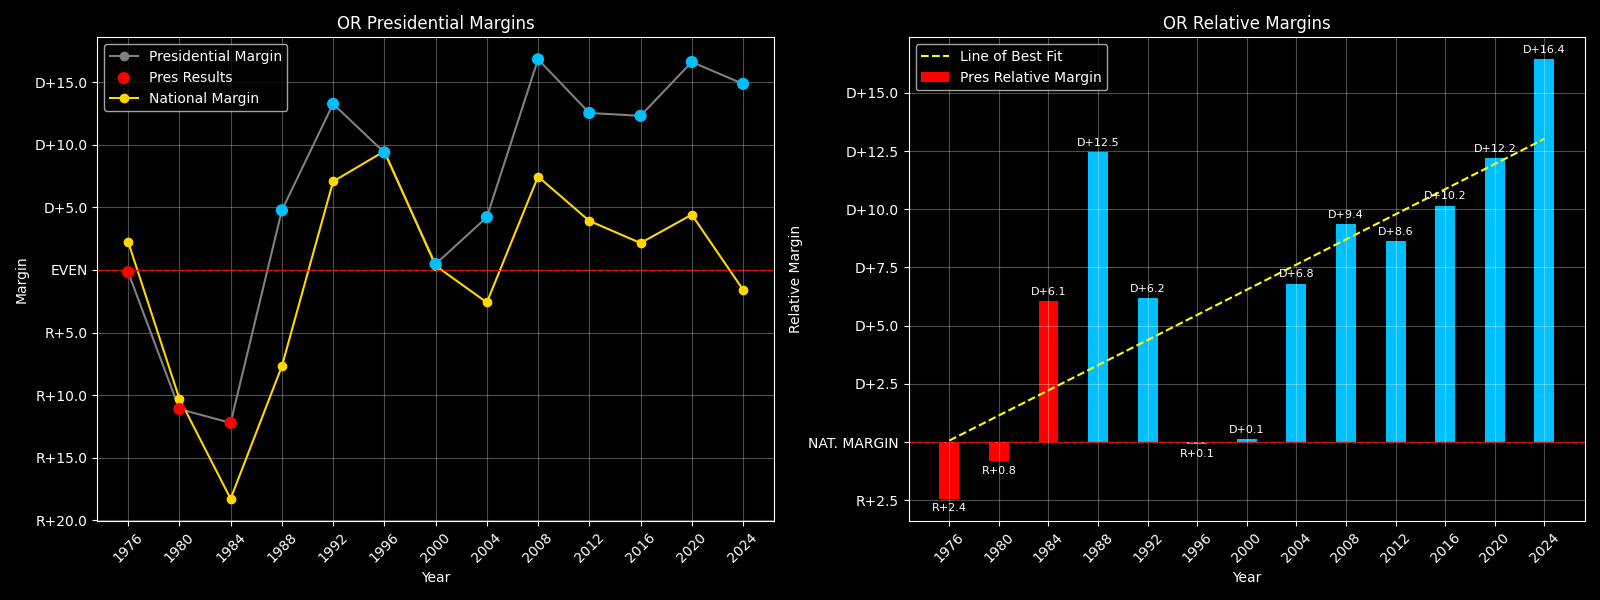 OR Presidential Margins
Presidential Margin
Pres Results
National Margin
D+15.0
D+10.0
D+5.0
EVEN
R+5.0
R+10.0
R+15.0
R+20.0
Margin
1976
1980
1984
1988
1992
1996
2000
2004
2008
2012
2016
2020
2024
Year
OR Relative Margins
Line of Best Fit
Pres Relative Margin
D+15.0
D+12.5
D+10.0
D+7.5
D+5.0
D+2.5
NAT. MARGIN
R+2.5
Relative Margin
R+2.4
R+0.8
D+6.1
D+12.5
D+6.2
R+0.1
D+0.1
D+6.8
D+9.4
D+8.6
D+10.2
D+12.2
D+16.4
1976
1980
1984
1988
1992
1996
2000
2004
2008
2012
2016
2020
2024
Year